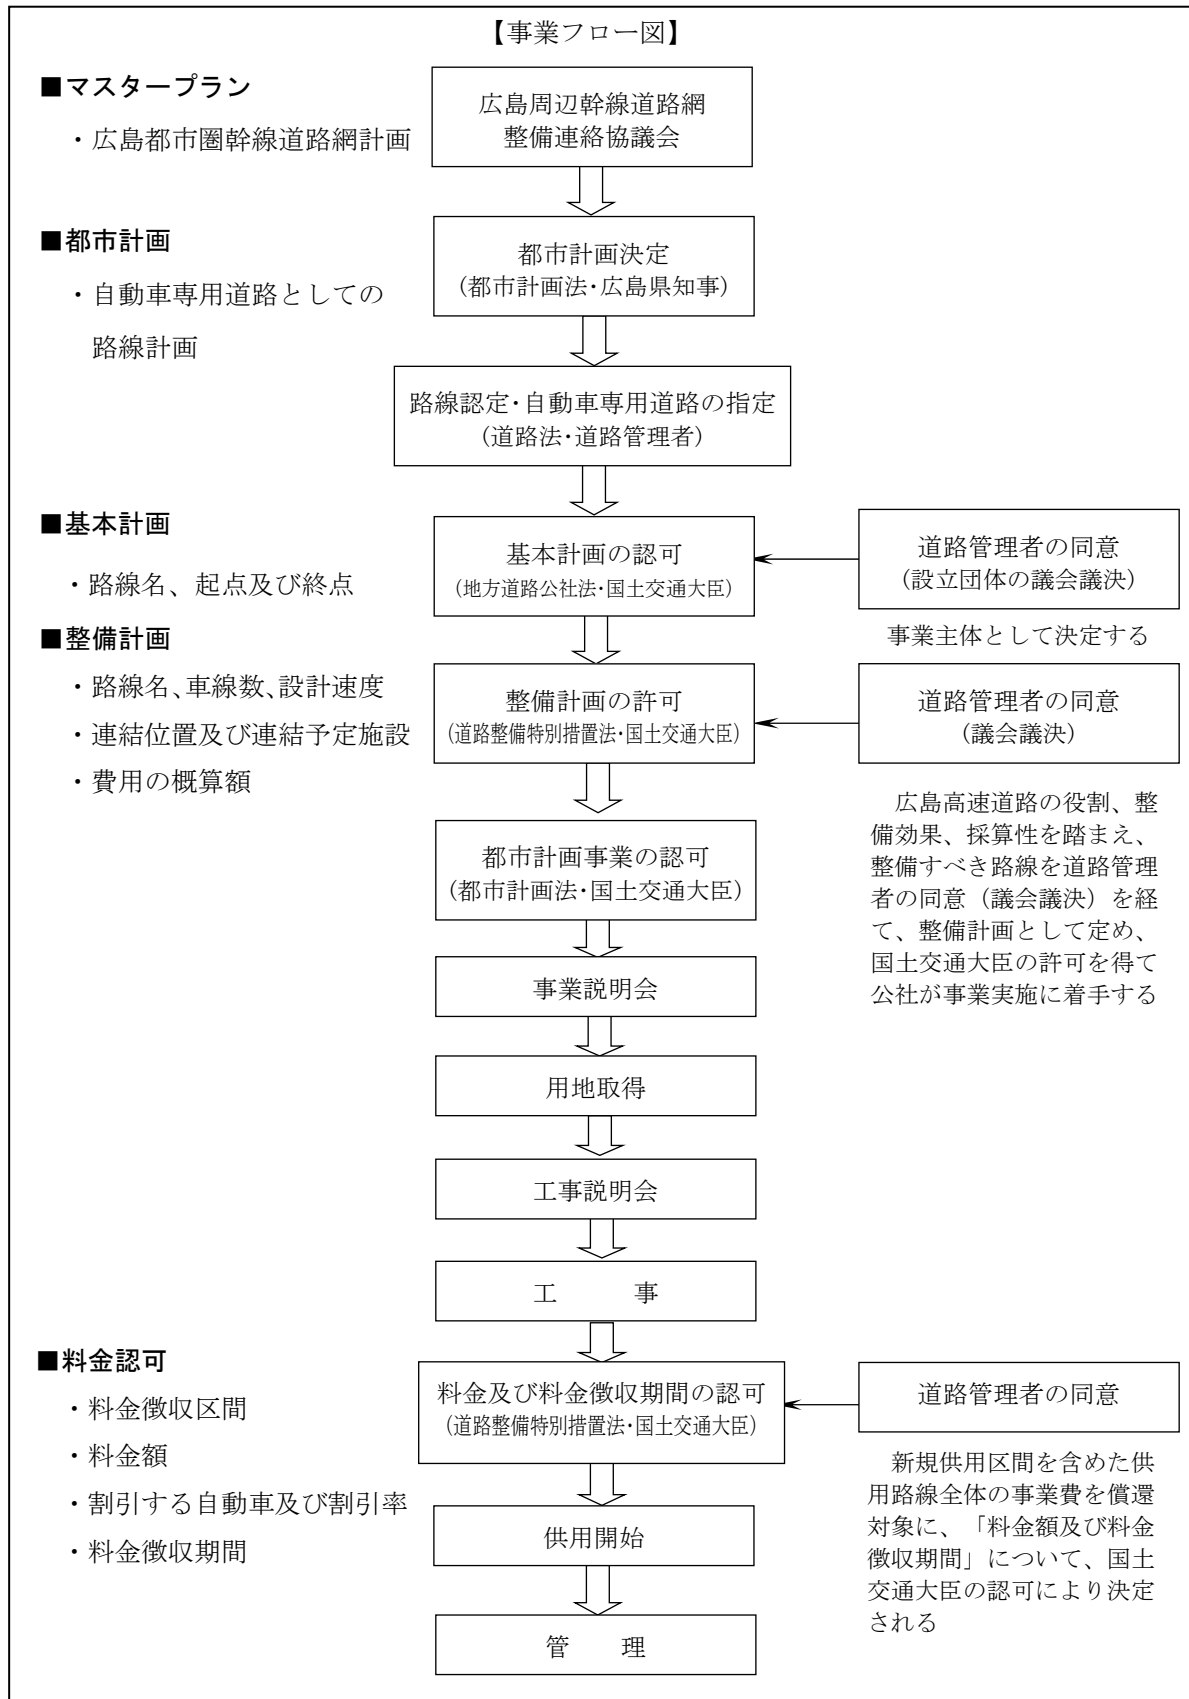 【事業フロー図】
■マスタープラン
・広島都市圏幹線道路網計画
広島周辺幹線道路網
整備連絡協議会
■都市計画
・自動車専用道路としての
路線計画
都市計画決定
(都市計画法・広島県知事)
路線認定・自動車専用道路の指定
(道路法・道路管理者)
■基本計画
・路線名、起点及び終点
基本計画の認可
(地方道路公社法・国土交通大臣)
道路管理者の同意
(設立団体の議会議決)
事業主体として決定する
■整備計画
・路線名、車線数、設計速度
・連結位置及び連結予定施設
・費用の概算額
整備計画の許可
(道路整備特別措置法・国土交通大臣)
道路管理者の同意
(議会議決)
広島高速道路の役割、整
備効果、採算性を踏まえ、
整備すべき路線を道路管理
者の同意（議会議決）を経
て、整備計画として定め、
国土交通大臣の許可を得て
公社が事業実施に着手する
都市計画事業の認可
(都市計画法・国土交通大臣)
事業説明会
用地取得
工事説明会
工　　事
■料金認可
・料金徴収区間
・料金額
・割引する自動車及び割引率
・料金徴収期間
料金及び料金徴収期間の認可
(道路整備特別措置法・国土交通大臣)
道路管理者の同意
新規供用区間を含めた供
用路線全体の事業費を償還
対象に、「料金額及び料金
徴収期間」について、国土
交通大臣の認可により決定
される
供用開始
管　　理